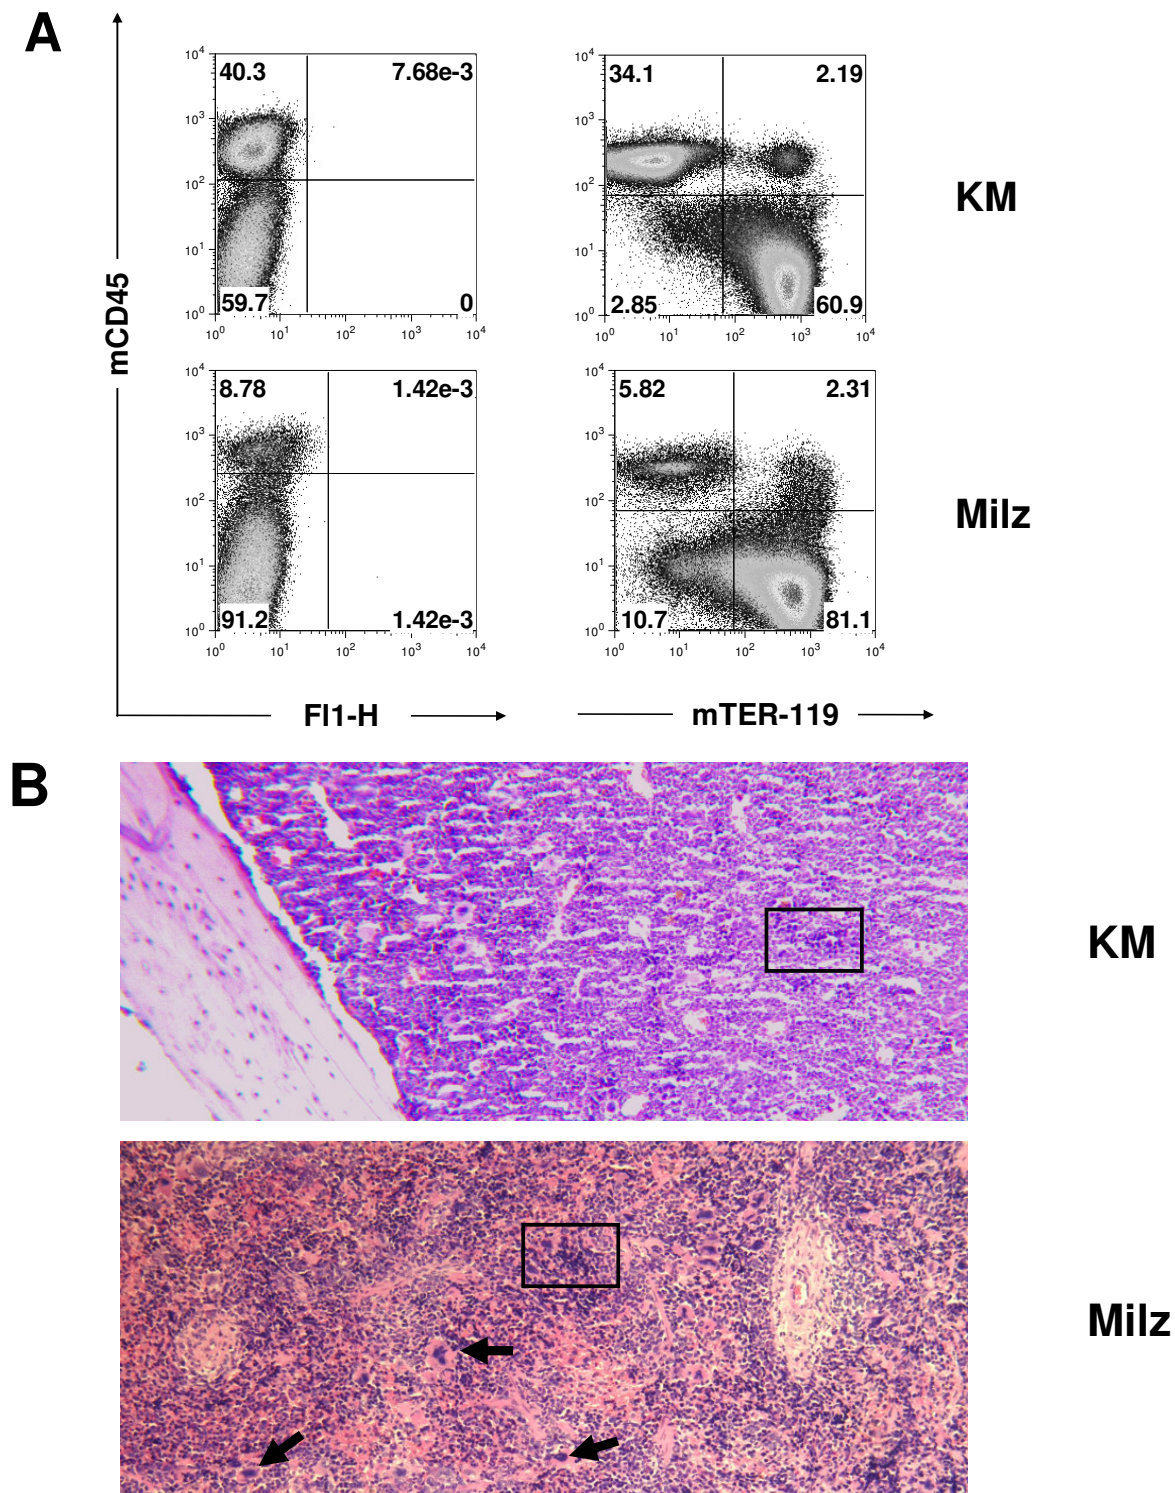 A
mCD45
10⁴
10³
10²
10¹
10⁰
40.3 7.68e-3
59.7 0
10⁰ 10¹ 10² 10³ 10⁴
10⁴
10³
10²
10¹
10⁰
34.1 2.19
2.85 60.9
10⁰ 10¹ 10² 10³ 10⁴
KM
10⁴
10³
10²
10¹
10⁰
8.78 1.42e-3
91.2 1.42e-3
10⁰ 10¹ 10² 10³ 10⁴
10⁴
10³
10²
10¹
10⁰
5.82 2.31
10.7 81.1
10⁰ 10¹ 10² 10³ 10⁴
Milz
Fl1-H mTER-119
B
KM
Milz